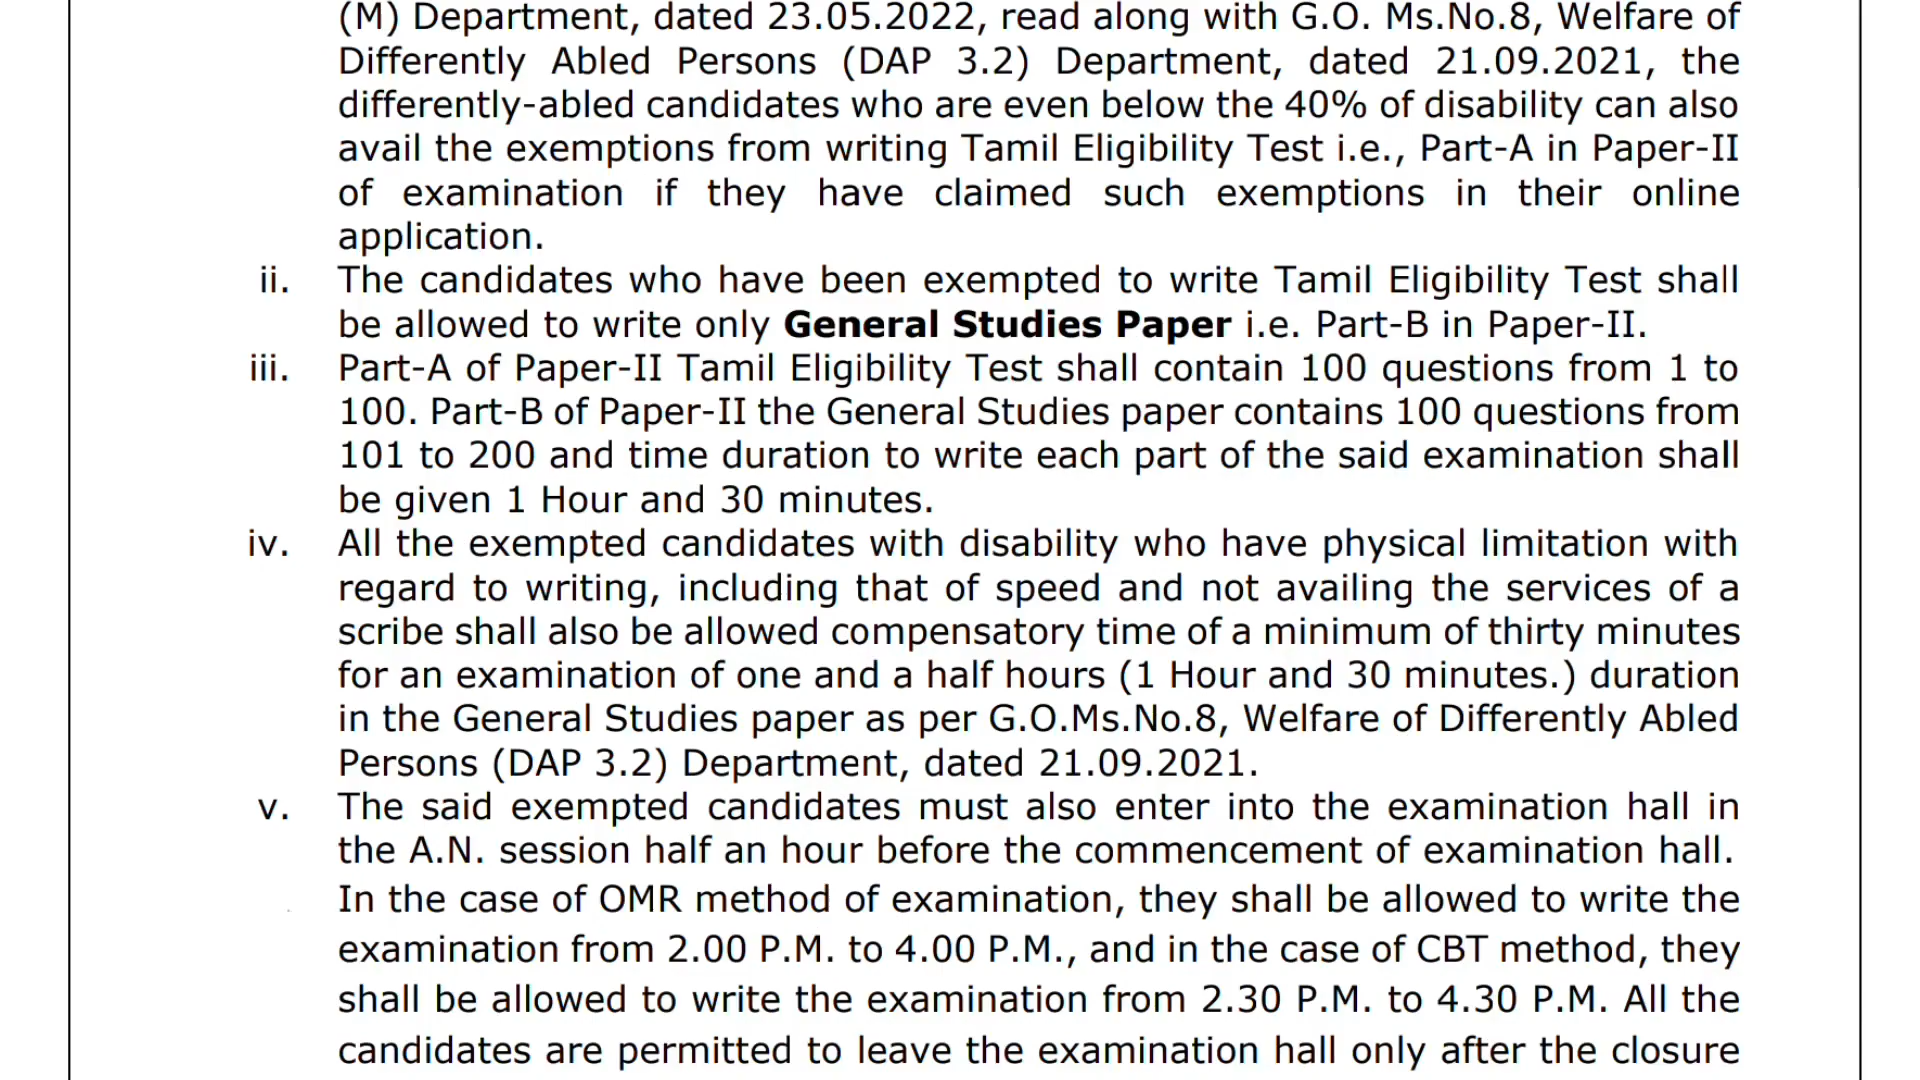 (M) Department, dated 23.05.2022, read along with G.O. Ms.No.8, Welfare of
Differently Abled Persons (DAP 3.2) Department, dated 21.09.2021, the
differently-abled candidates who are even below the 40% of disability can also
avail the exemptions from writing Tamil Eligibility Test i.e., Part-A in Paper-II
of examination if they have claimed such exemptions in their online
application.
ii. The candidates who have been exempted to write Tamil Eligibility Test shall
be allowed to write only General Studies Paper i.e. Part-B in Paper-II.
iii. Part-A of Paper-II Tamil Eligibility Test shall contain 100 questions from 1 to
100. Part-B of Paper-II the General Studies paper contains 100 questions from
101 to 200 and time duration to write each part of the said examination shall
be given 1 Hour and 30 minutes.
iv. All the exempted candidates with disability who have physical limitation with
regard to writing, including that of speed and not availing the services of a
scribe shall also be allowed compensatory time of a minimum of thirty minutes
for an examination of one and a half hours (1 Hour and 30 minutes.) duration
in the General Studies paper as per G.O.Ms.No.8, Welfare of Differently Abled
Persons (DAP 3.2) Department, dated 21.09.2021.
v. The said exempted candidates must also enter into the examination hall in
the A.N. session half an hour before the commencement of examination hall.
In the case of OMR method of examination, they shall be allowed to write the
examination from 2.00 P.M. to 4.00 P.M., and in the case of CBT method, they
shall be allowed to write the examination from 2.30 P.M. to 4.30 P.M. All the
candidates are permitted to leave the examination hall only after the closure